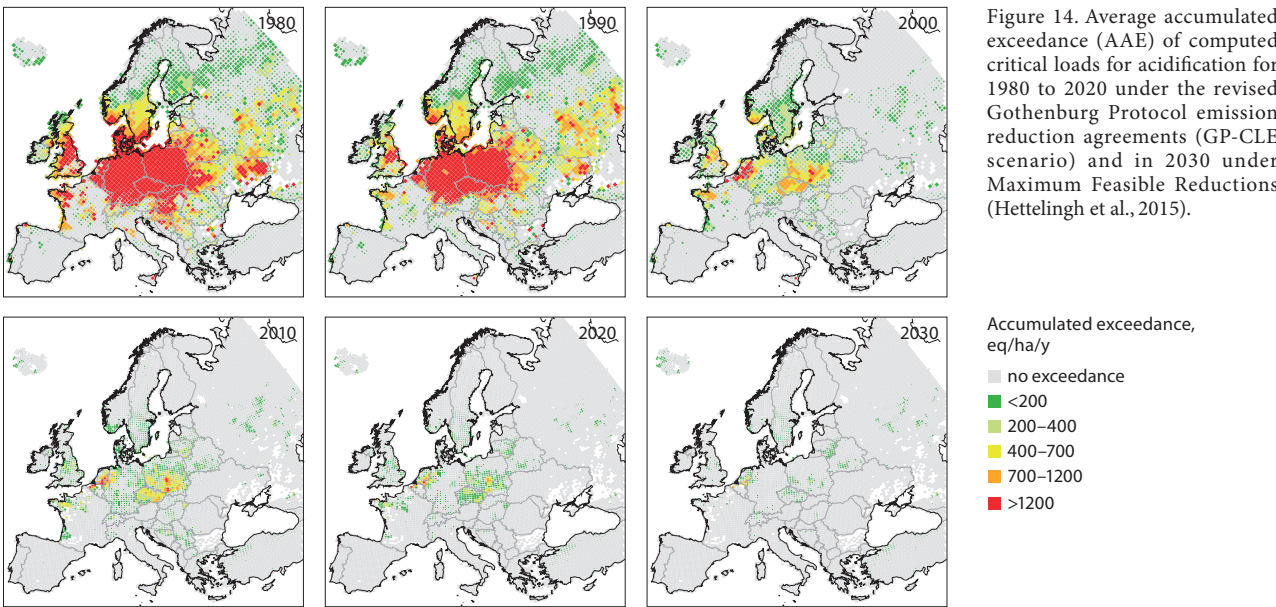 1980
1990
2000
Figure 14. Average accumulated
exceedance (AAE) of computed
critical loads for acidification for
1980 to 2020 under the revised
Gothenburg Protocol emission
reduction agreements (GP-CLE
scenario) and in 2030 under
Maximum Feasible Reductions
(Hettelingh et al., 2015).
2010
2020
2030
Accumulated exceedance,
eq/ha/y
no exceedance
<200
200–400
400–700
700–1200
>1200